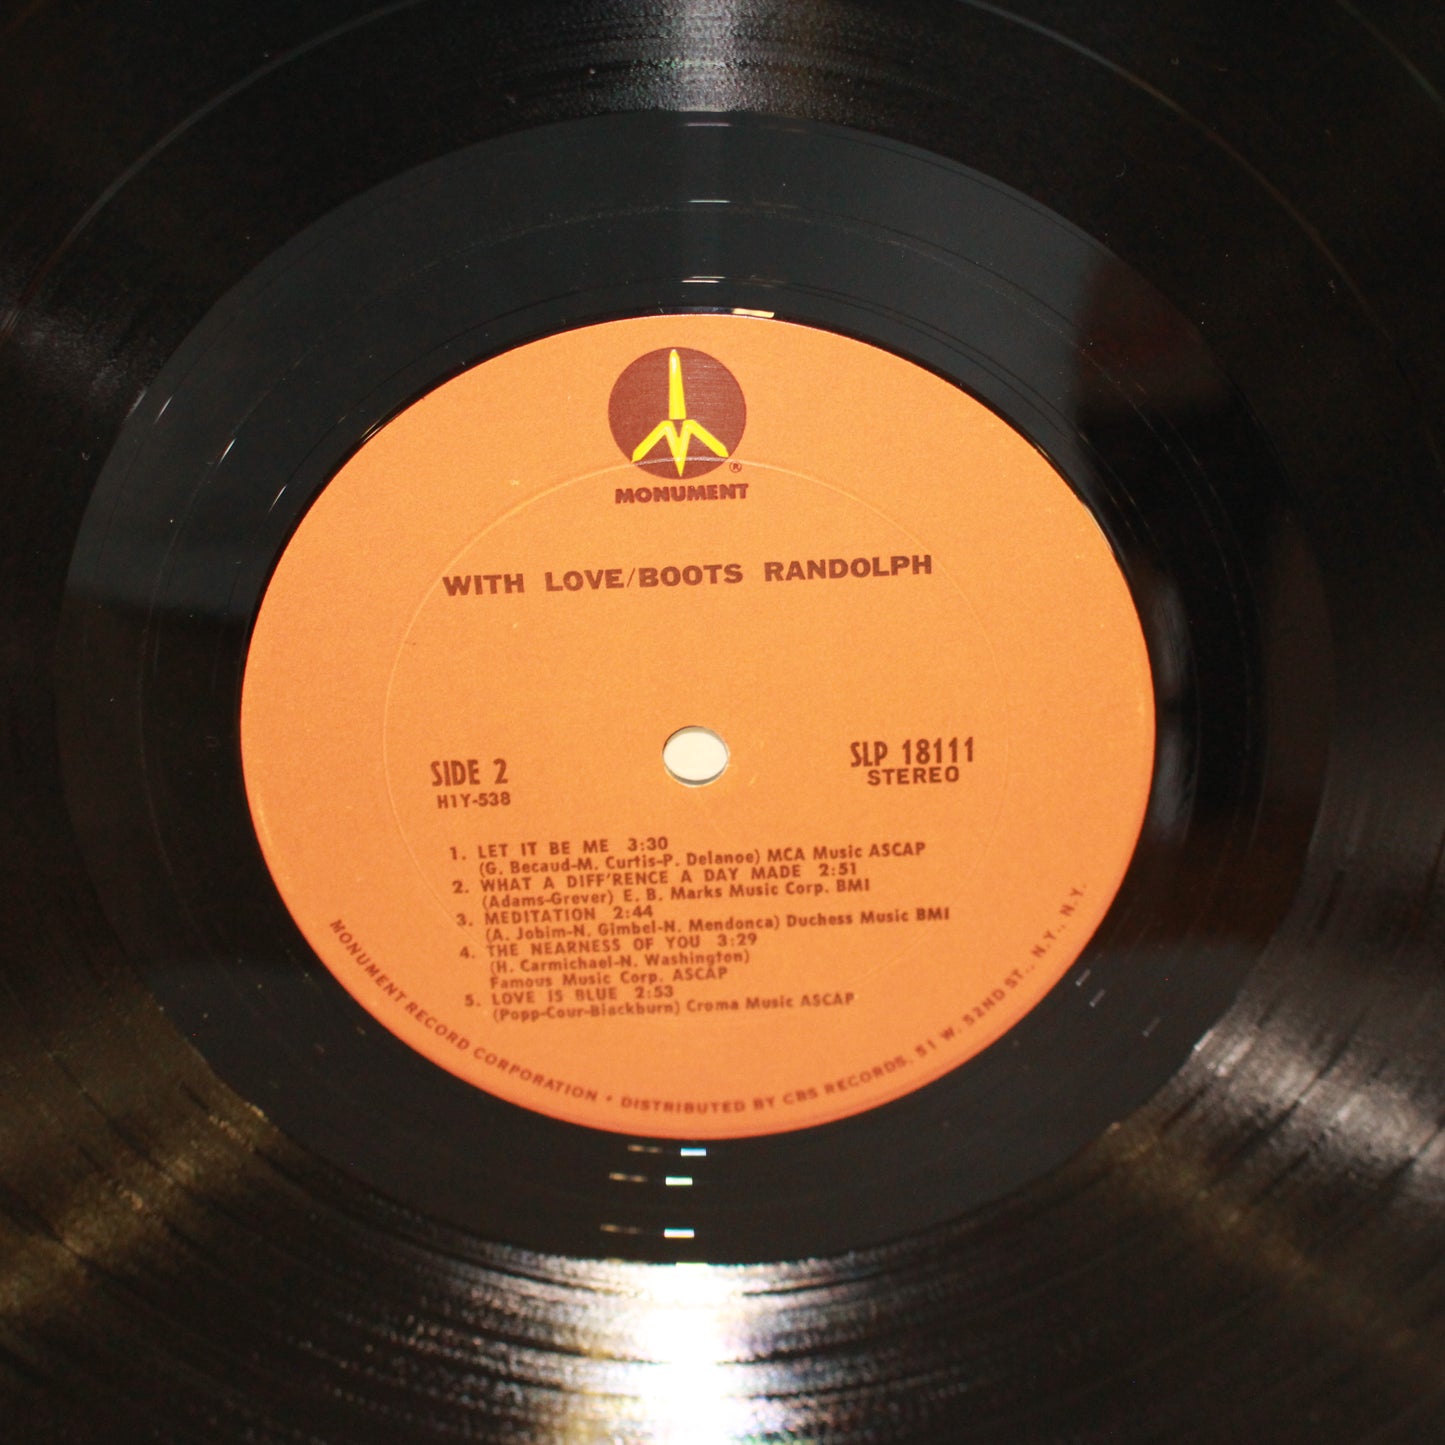 ®
MONUMENT
WITH LOVE/BOOTS RANDOLPH
SIDE 2
H1Y-538
SLP 18111
STEREO
1. LET IT BE ME 3:30
(G. Becaud-M. Curtis-P. Delanoe) MCA Music ASCAP
2. WHAT A DIFF'RENCE A DAY MADE 2:51
(Adams-Grever) E. B. Marks Music Corp. BMI
3. MEDITATION 2:44
(A. Jobim-N. Gimbel-N. Mendonca) Duchess Music BMI
4. THE NEARNESS OF YOU 3:29
(H. Carmichael-N. Washington)
Famous Music Corp. ASCAP
5. LOVE IS BLUE 2:53
(Popp-Cour-Blackburn) Croma Music ASCAP
MONUMENT RECORD CORPORATION • DISTRIBUTED BY CBS RECORDS, 51 W. 52ND ST., N.Y., N.Y.